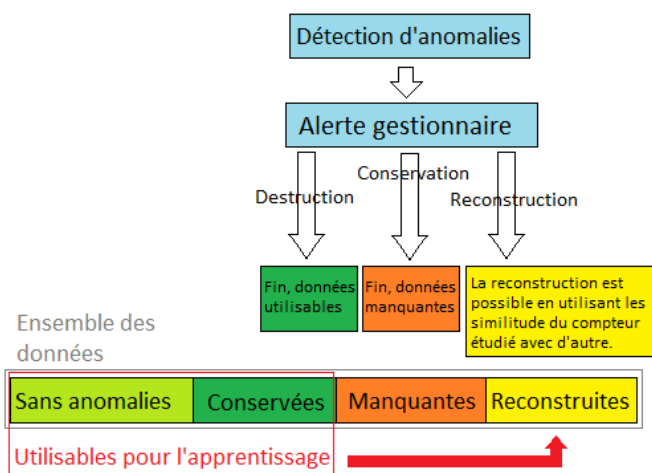 Détection d'anomalies
Alerte gestionnaire
Destruction
Conservation
Reconstruction
Fin, données
utilisables
Fin, données
manquantes
La reconstruction est
possible en utilisant les
similitude du compteur
étudié avec d'autre.
Ensemble des
données
Sans anomalies
Conservées
Manquantes
Reconstruites
Utilisables pour l'apprentissage